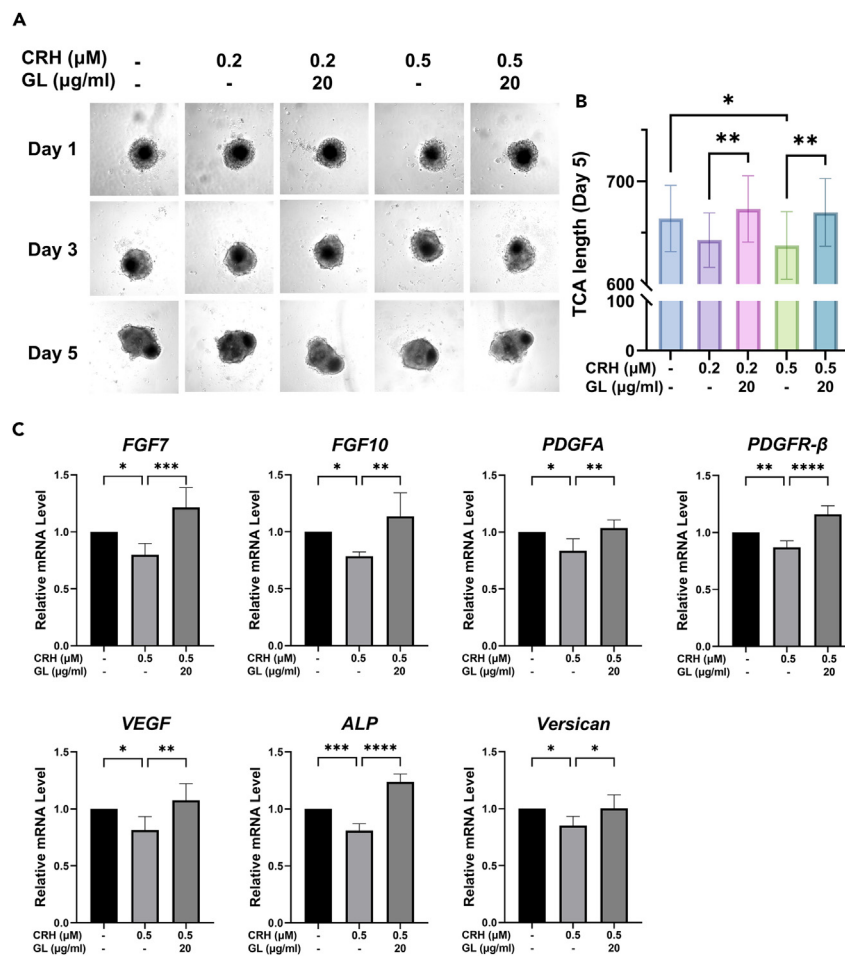 A
CRH (μM) - 0.2 0.2 0.5 0.5
GL (μg/ml) - - 20 - 20
Day 1
Day 3
Day 5
B
TCA length (Day 5)
700
600
100
0
* ** **
CRH (μM) - 0.2 0.2 0.5 0.5
GL (μg/ml) - - 20 - 20
C
FGF7
Relative mRNA Level
1.5
1.0
0.5
0.0
* ***
CRH (μM) - 0.5 0.5
GL (μg/ml) - - 20
FGF10
Relative mRNA Level
1.5
1.0
0.5
0.0
* **
CRH (μM) - 0.5 0.5
GL (μg/ml) - - 20
PDGFA
Relative mRNA Level
1.5
1.0
0.5
0.0
* **
CRH (μM) - 0.5 0.5
GL (μg/ml) - - 20
PDGFR-β
Relative mRNA Level
1.5
1.0
0.5
0.0
** ****
CRH (μM) - 0.5 0.5
GL (μg/ml) - - 20
VEGF
Relative mRNA Level
1.5
1.0
0.5
0.0
* **
CRH (μM) - 0.5 0.5
GL (μg/ml) - - 20
ALP
Relative mRNA Level
1.5
1.0
0.5
0.0
*** ****
CRH (μM) - 0.5 0.5
GL (μg/ml) - - 20
Versican
Relative mRNA Level
1.5
1.0
0.5
0.0
* *
CRH (μM) - 0.5 0.5
GL (μg/ml) - - 20